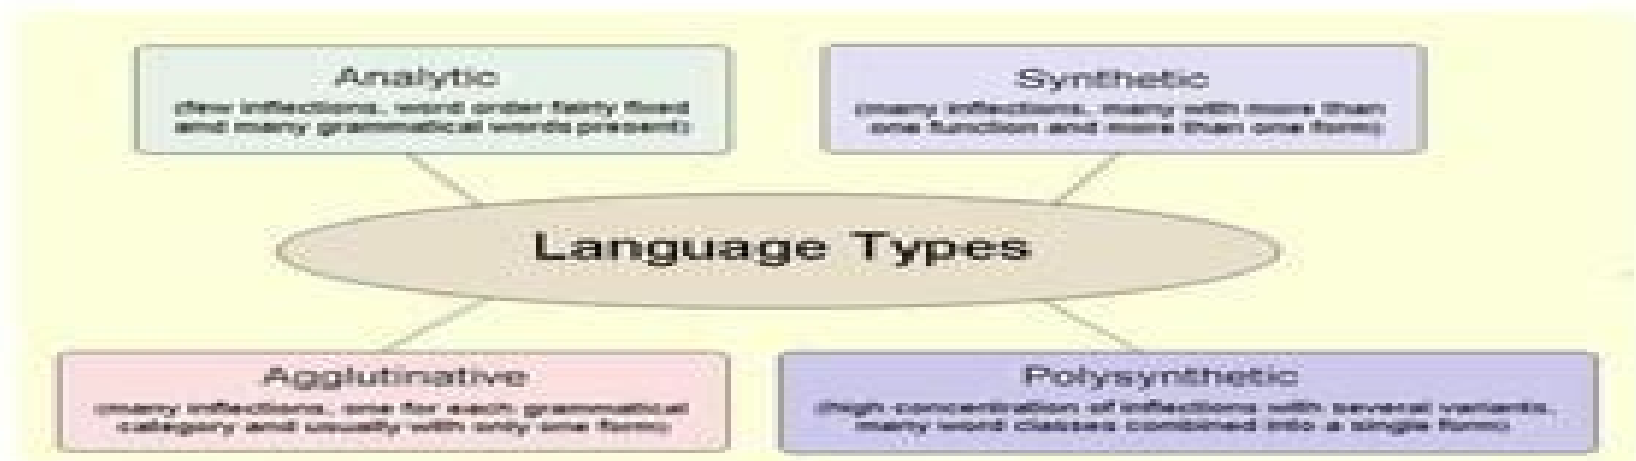 Analytic
(few inflections, word order fairly fixed
and many grammatical words present)
Synthetic
(many inflections, many with more than
one function and more than one form)
Language Types
Agglutinative
(many inflections, one for each grammatical
category and usually with only one form)
Polysynthetic
(high concentration of inflections with several variants,
many word classes combined into a single form)